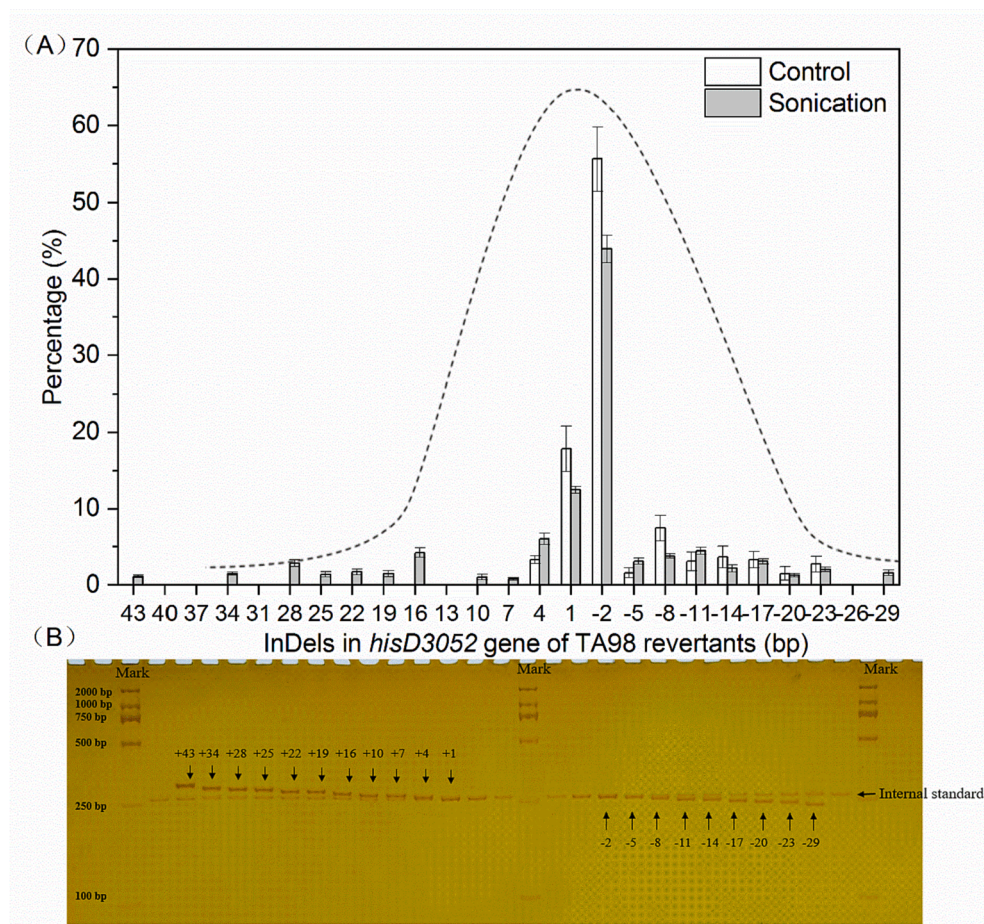 (A)
70
60
50
40
30
20
10
0
Percentage (%)
Control
Sonication
43 40 37 34 31 28 25 22 19 16 13 10 7 4 1 -2 -5 -8 -11 -14 -17 -20 -23 -26 -29
InDels in hisD3052 gene of TA98 revertants (bp)
(B)
Mark Mark Mark
2000 bp
1000 bp
750 bp
500 bp
250 bp
100 bp
+43 +34 +28 +25 +22 +19 +16 +10 +7 +4 +1
Internal standard
-2 -5 -8 -11 -14 -17 -20 -23 -29